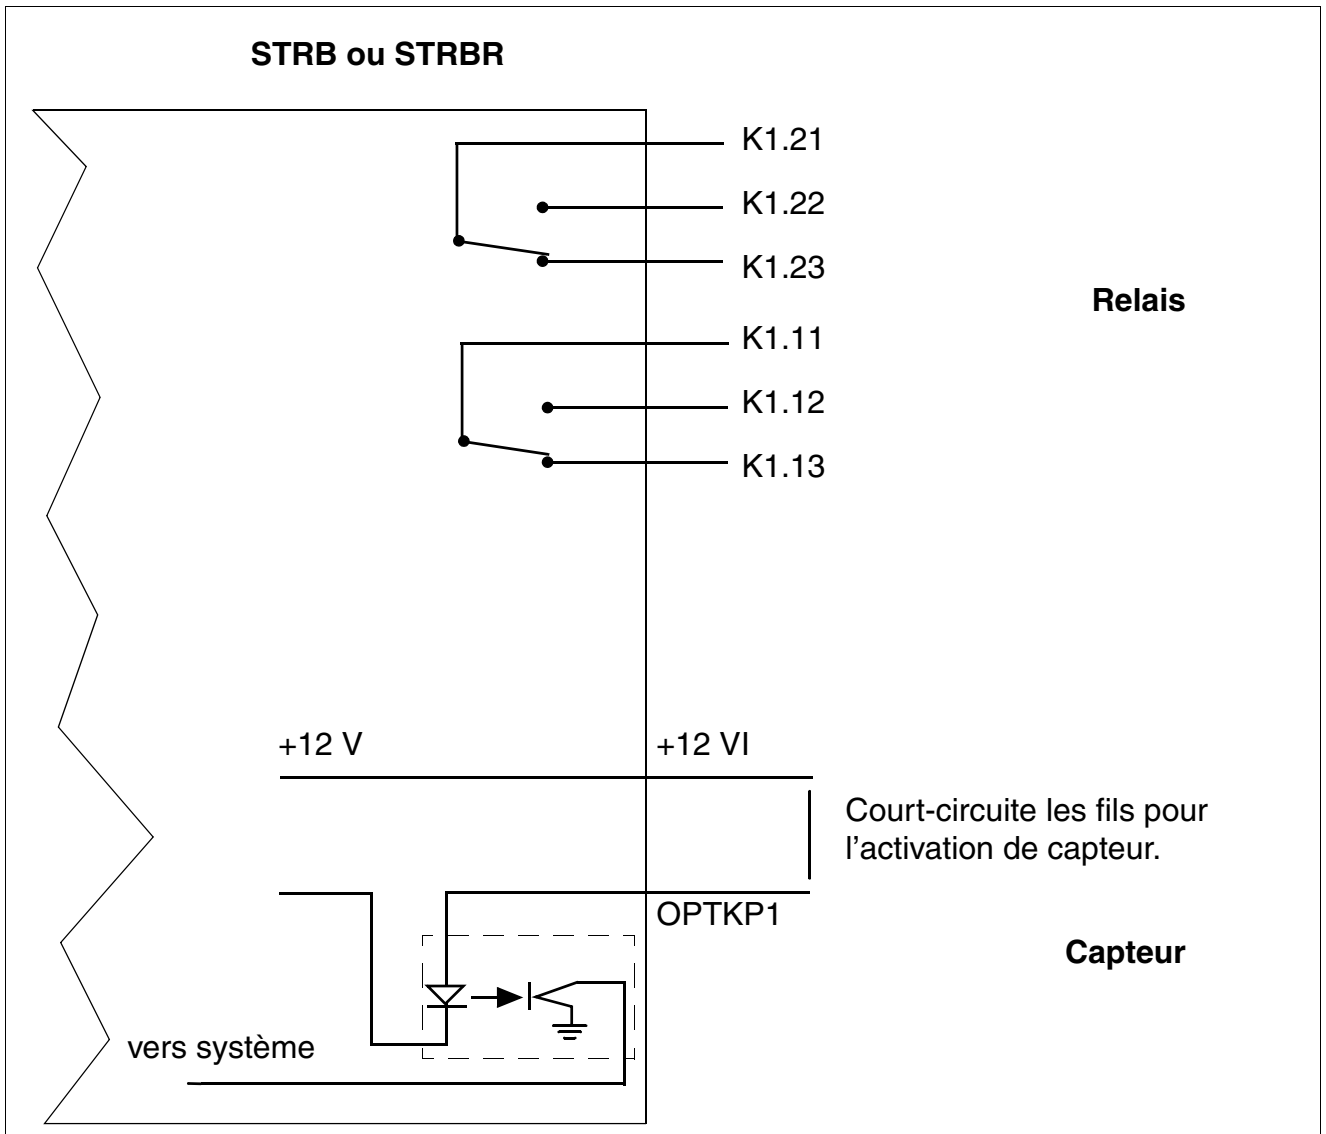 STRB ou STRBR
K1.21
K1.22
K1.23
Relais
K1.11
K1.12
K1.13
+12 V
+12 VI
Court-circuite les fils pour
l'activation de capteur.
OPTKP1
Capteur
vers système